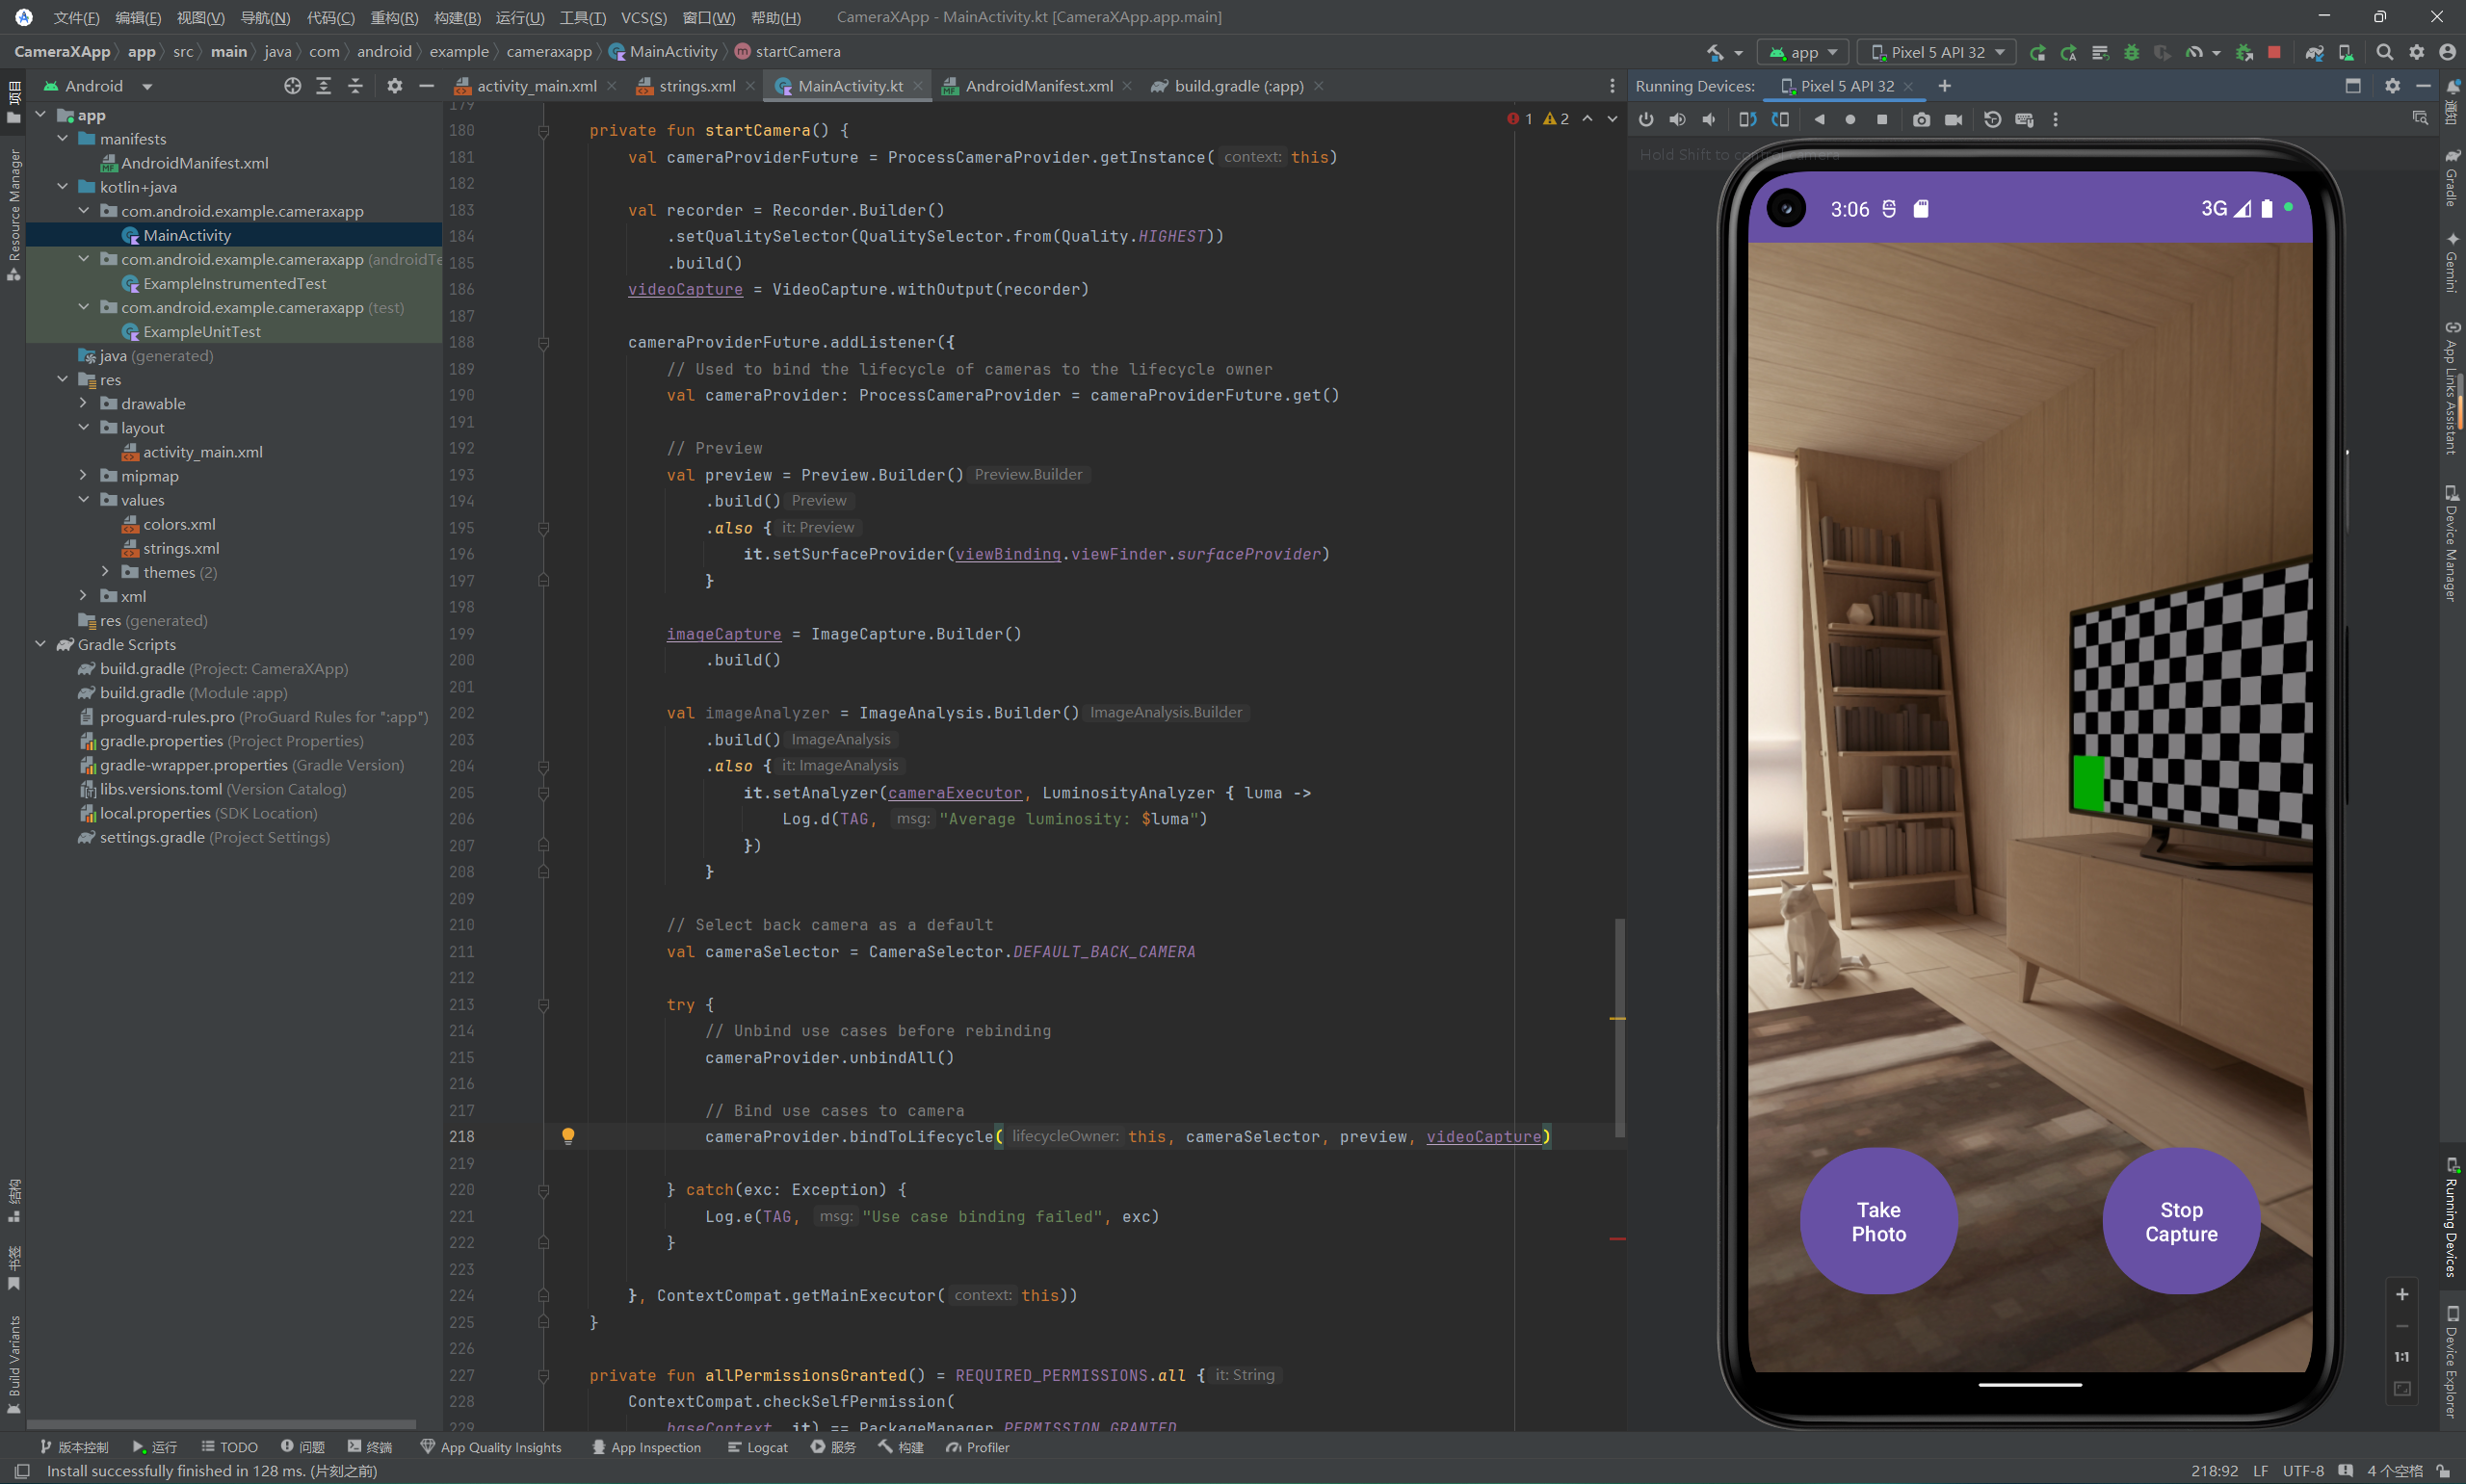 文件(F) 编辑(E) 视图(V) 导航(N) 代码(C) 重构(R) 构建(B) 运行(U) 工具(T) VCS(S) 窗口(W) 帮助(H) CameraXApp - MainActivity.kt [CameraXApp.app.main]
CameraXApp app src main java com android example cameraxapp MainActivity startCamera
app Pixel 5 API 32
Android
activity_main.xml strings.xml MainActivity.kt AndroidManifest.xml build.gradle (:app)
Running Devices: Pixel 5 API 32
项目
Resource Manager
结构
书签
Build Variants
app
manifests
AndroidManifest.xml
kotlin+java
com.android.example.cameraxapp
MainActivity
com.android.example.cameraxapp (androidTe
ExampleInstrumentedTest
com.android.example.cameraxapp (test)
ExampleUnitTest
java (generated)
res
drawable
layout
activity_main.xml
mipmap
values
colors.xml
strings.xml
themes (2)
xml
res (generated)
Gradle Scripts
build.gradle (Project: CameraXApp)
build.gradle (Module :app)
proguard-rules.pro (ProGuard Rules for ":app")
gradle.properties (Project Properties)
gradle-wrapper.properties (Gradle Version)
libs.versions.toml (Version Catalog)
local.properties (SDK Location)
settings.gradle (Project Settings)
1 2
179
180 private fun startCamera() {
181 val cameraProviderFuture = ProcessCameraProvider.getInstance( context: this)
182
183 val recorder = Recorder.Builder()
184 .setQualitySelector(QualitySelector.from(Quality.HIGHEST))
185 .build()
186 videoCapture = VideoCapture.withOutput(recorder)
187
188 cameraProviderFuture.addListener({
189 // Used to bind the lifecycle of cameras to the lifecycle owner
190 val cameraProvider: ProcessCameraProvider = cameraProviderFuture.get()
191
192 // Preview
193 val preview = Preview.Builder() Preview.Builder
194 .build() Preview
195 .also { it: Preview
196 it.setSurfaceProvider(viewBinding.viewFinder.surfaceProvider)
197 }
198
199 imageCapture = ImageCapture.Builder()
200 .build()
201
202 val imageAnalyzer = ImageAnalysis.Builder() ImageAnalysis.Builder
203 .build() ImageAnalysis
204 .also { it: ImageAnalysis
205 it.setAnalyzer(cameraExecutor, LuminosityAnalyzer { luma ->
206 Log.d(TAG, msg: "Average luminosity: $luma")
207 })
208 }
209
210 // Select back camera as a default
211 val cameraSelector = CameraSelector.DEFAULT_BACK_CAMERA
212
213 try {
214 // Unbind use cases before rebinding
215 cameraProvider.unbindAll()
216
217 // Bind use cases to camera
218 cameraProvider.bindToLifecycle( lifecycleOwner: this, cameraSelector, preview, videoCapture)
219
220 } catch(exc: Exception) {
221 Log.e(TAG, msg: "Use case binding failed", exc)
222 }
223
224 }, ContextCompat.getMainExecutor( context: this))
225 }
226
227 private fun allPermissionsGranted() = REQUIRED_PERMISSIONS.all { it: String
228 ContextCompat.checkSelfPermission(
229 baseContext, it) == PackageManager.PERMISSION_GRANTED
Hold Shift to control camera
3:06 3G
Take
Photo
Stop
Capture
1:1
通知
Gradle
Gemini
App Links Assistant
Device Manager
Running Devices
Device Explorer
版本控制 运行 TODO 问题 终端 App Quality Insights App Inspection Logcat 服务 构建 Profiler
Install successfully finished in 128 ms. (片刻之前) 218:92 LF UTF-8 4 个空格